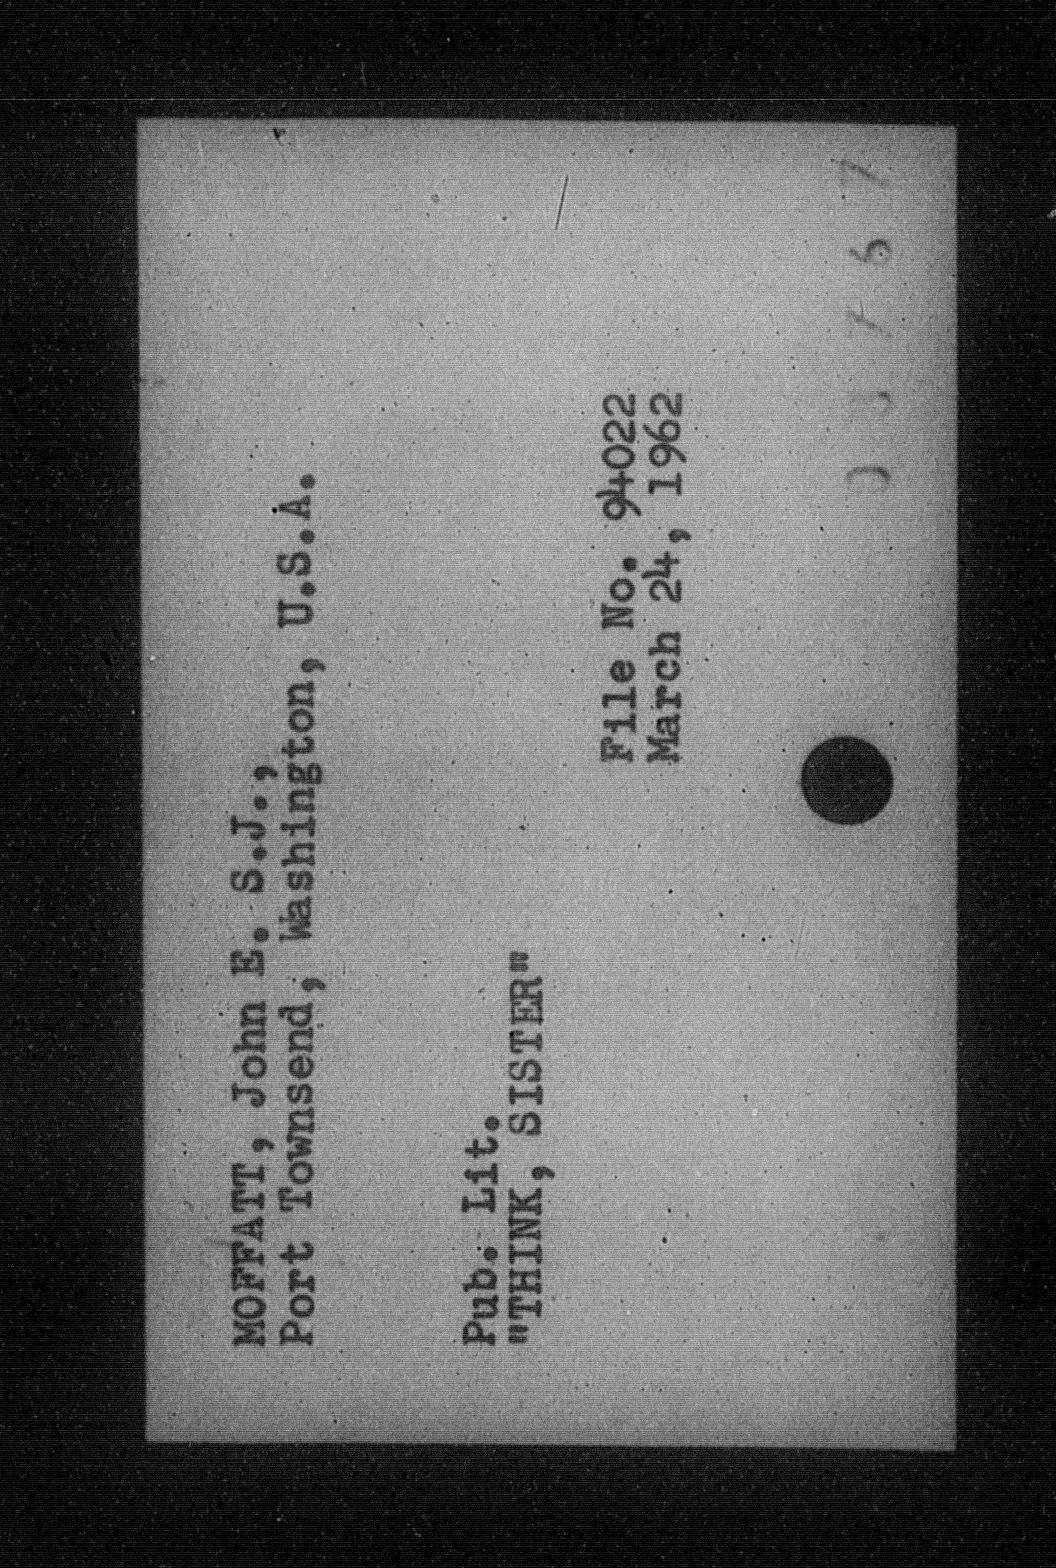 MOFFATT, John E. S.J.,
Port Townsend, Washington, U.S.A.
Pub. Lit.
"THINK, SISTER"
File No. 94022
March 24, 1962